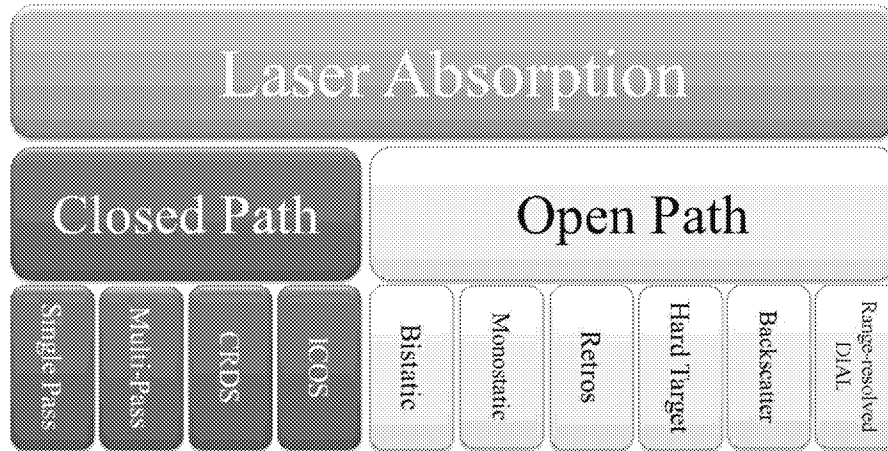 Laser Absorption
Closed Path
Open Path
Single Pass
Multi-Pass
CRDS
ICOS
Bistatic
Monostatic
Retros
Hard Target
Backscatter
Range-resolved
DIAL